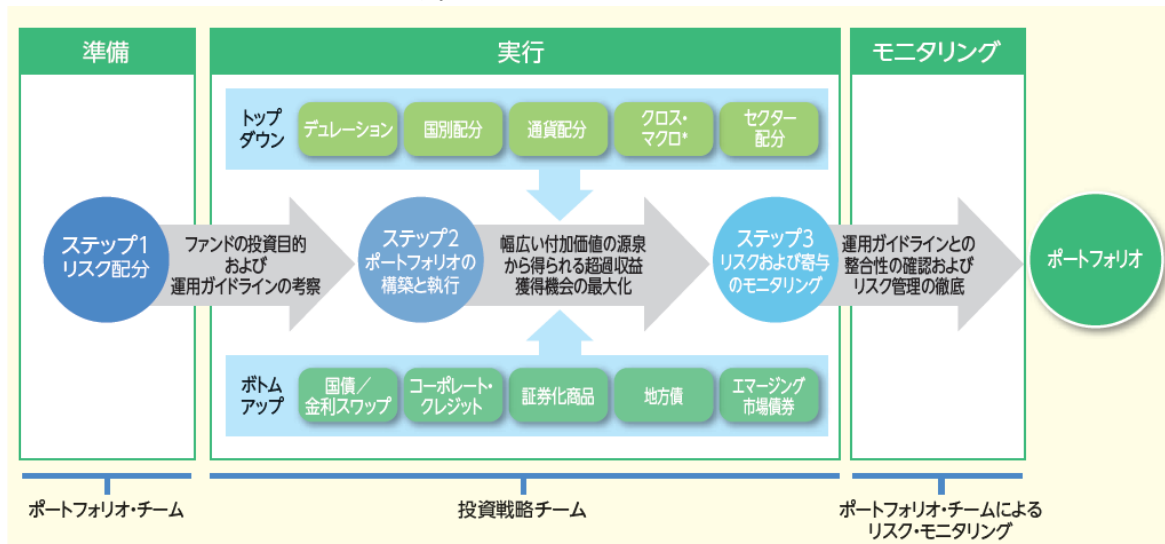 準備
実行
モニタリング
トップ
ダウン
デュレーション
国別配分
通貨配分
クロス・
マクロ*
セクター
配分
ステップ1
リスク配分
ファンドの投資目的
および
運用ガイドラインの考察
ステップ2
ポートフォリオの
構築と執行
幅広い付加価値の源泉
から得られる超過収益
獲得機会の最大化
ステップ3
リスクおよび寄与
のモニタリング
運用ガイドラインとの
整合性の確認および
リスク管理の徹底
ポートフォリオ
ボトム
アップ
国債／
金利スワップ
コーポレート・
クレジット
証券化商品
地方債
エマージング
市場債券
ポートフォリオ・チーム
投資戦略チーム
ポートフォリオ・チームによる
リスク・モニタリング